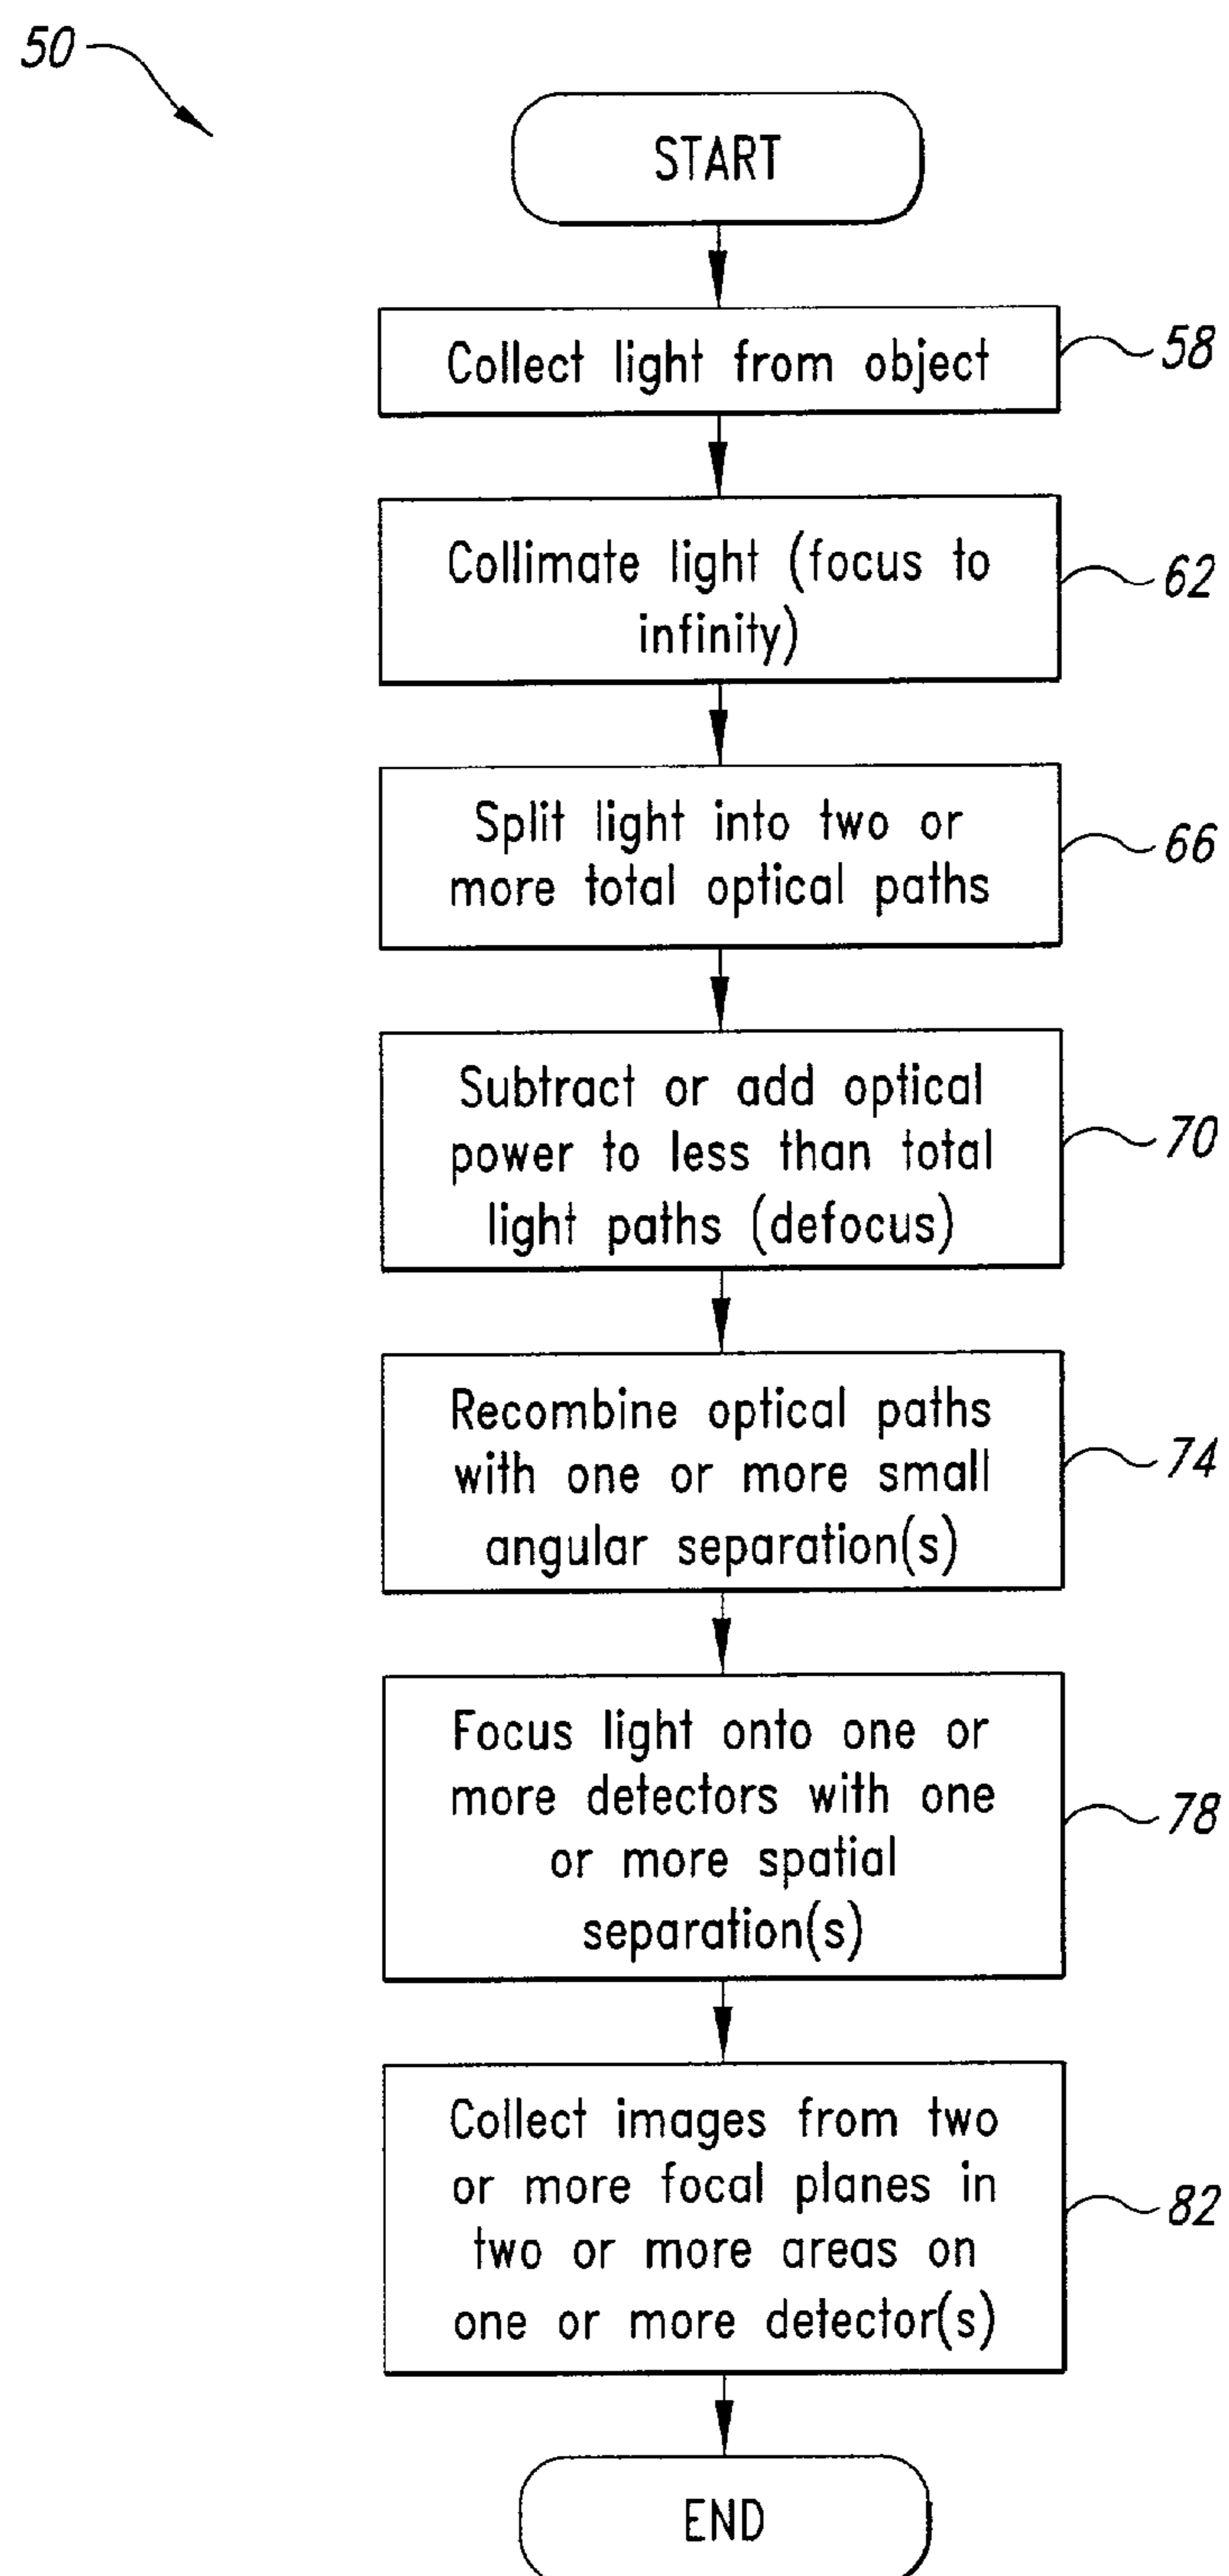 50
START
Collect light from object
58
Collimate light (focus to
infinity)
62
Split light into two or
more total optical paths
66
Subtract or add optical
power to less than total
light paths (defocus)
70
Recombine optical paths
with one or more small
angular separation(s)
74
Focus light onto one or
more detectors with one
or more spatial
separation(s)
78
Collect images from two
or more focal planes in
two or more areas on
one or more detector(s)
82
END